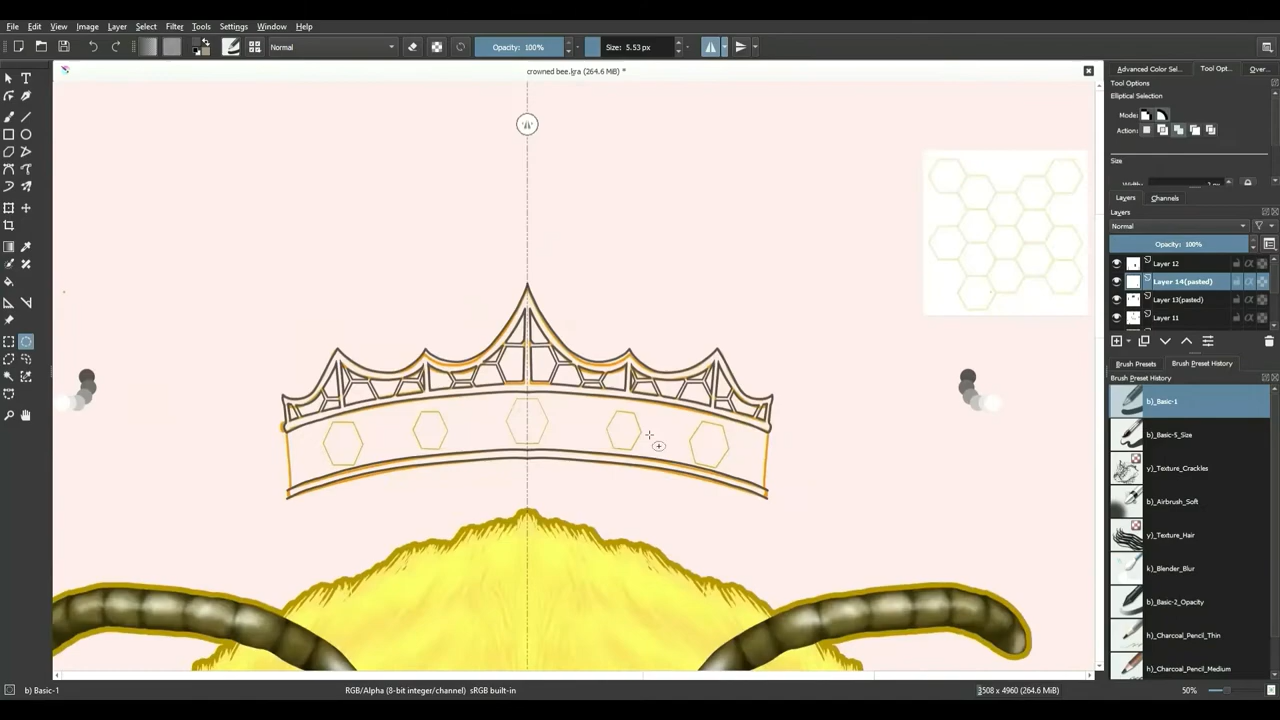 File Edit View Image Layer Select Filter Tools Settings Window Help
Normal Opacity: 100% Size: 5.53 px
crowned bee.kra (264.6 MiB) *
Advanced Color Sel... Tool Opt... Over...
Tool Options
Elliptical Selection
Mode:
Action:
Size
Layers Channels
Layers
Normal
Opacity: 100%
Layer 12
Layer 14(pasted)
Layer 13(pasted)
Layer 11
Brush Presets Brush Preset History
Brush Preset History
b)_Basic-1
b)_Basic-5_Size
y)_Texture_Crackles
b)_Airbrush_Soft
y)_Texture_Hair
k)_Blender_Blur
b)_Basic-2_Opacity
h)_Charcoal_Pencil_Thin
h)_Charcoal_Pencil_Medium
b) Basic-1 RGB/Alpha (8-bit integer/channel) sRGB built-in 3508 x 4960 (264.6 MiB) 50%